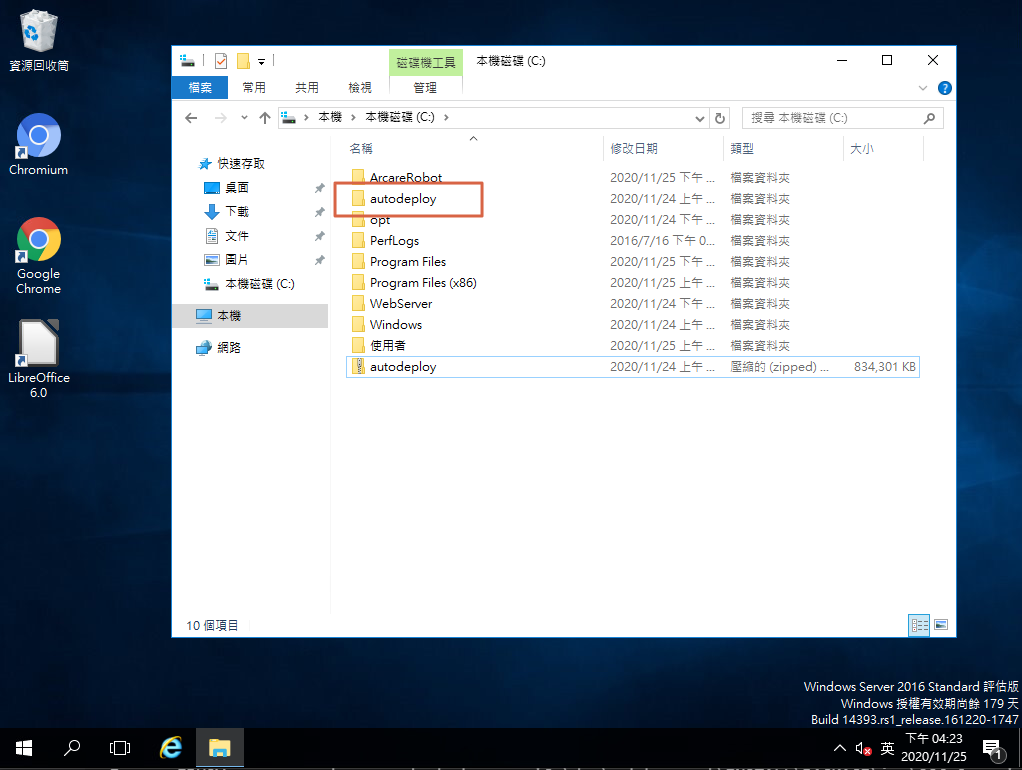 資源回收筒
Chromium
Google
Chrome
LibreOffice
6.0
磁碟機工具
本機磁碟 (C:)
檔案
常用
共用
檢視
管理
本機
本機磁碟 (C:)
搜尋 本機磁碟 (C:)
快速存取
桌面
下載
文件
圖片
本機磁碟 (C:)
本機
網路
名稱 修改日期 類型 大小
ArcareRobot 2020/11/25 下午 ... 檔案資料夾
autodeploy 2020/11/24 上午 ... 檔案資料夾
opt 2020/11/24 下午 ... 檔案資料夾
PerfLogs 2016/7/16 下午 0... 檔案資料夾
Program Files 2020/11/25 上午 ... 檔案資料夾
Program Files (x86) 2020/11/25 上午 ... 檔案資料夾
WebServer 2020/11/24 下午 ... 檔案資料夾
Windows 2020/11/24 上午 ... 檔案資料夾
使用者 2020/11/25 上午 ... 檔案資料夾
autodeploy 2020/11/24 上午 ... 壓縮的 (zipped) ... 834,301 KB
10 個項目
Windows Server 2016 Standard 評估版
Windows 授權有效期尚餘 179 天
Build 14393.rs1_release.161220-1747
英
下午 04:23
2020/11/25
1